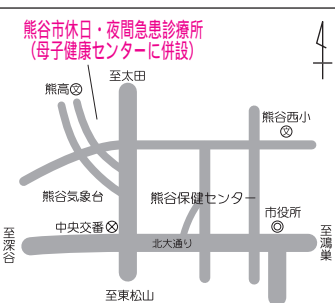 熊谷市休日・夜間急患診療所
（母子健康センターに併設）
至太田
熊高
文
熊谷西小
文
熊谷気象台
熊谷保健センター
中央交番
市役所
至深谷
北大通り
至鴻巣
至東松山